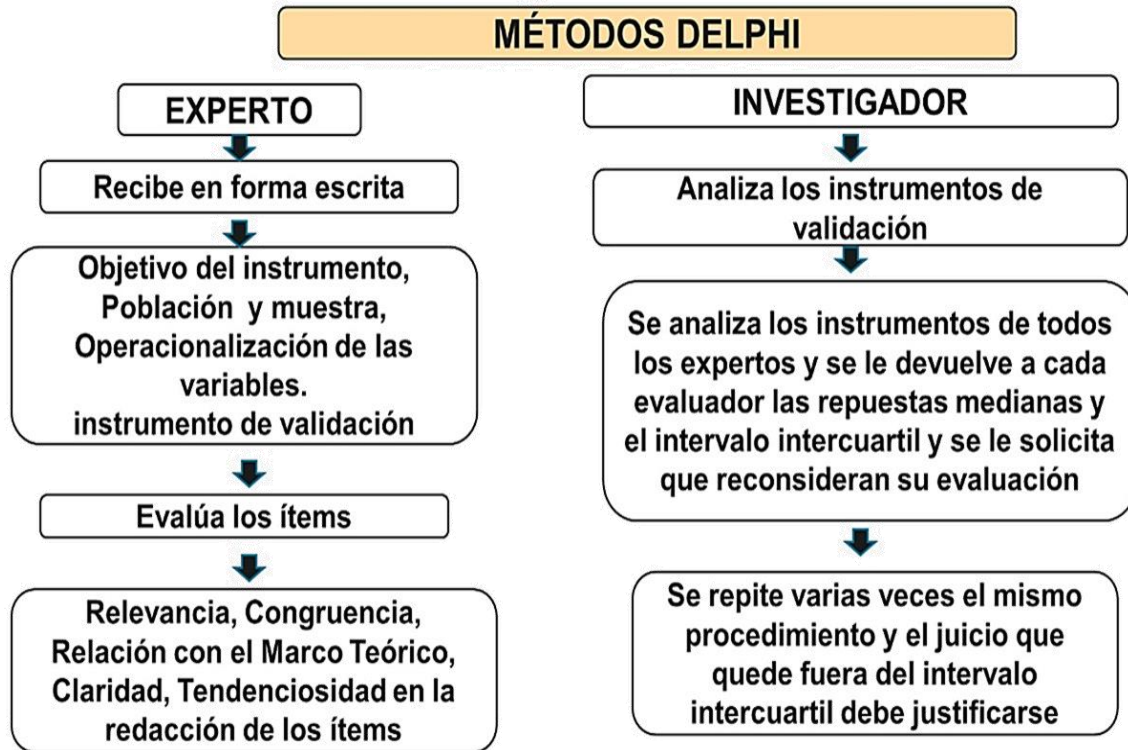 MÉTODOS DELPHI
EXPERTO
Recibe en forma escrita
Objetivo del instrumento,
Población y muestra,
Operacionalización de las
variables.
instrumento de validación
Evalúa los ítems
Relevancia, Congruencia,
Relación con el Marco Teórico,
Claridad, Tendenciosidad en la
redacción de los ítems
INVESTIGADOR
Analiza los instrumentos de
validación
Se analiza los instrumentos de todos
los expertos y se le devuelve a cada
evaluador las repuestas medianas y
el intervalo intercuartil y se le solicita
que reconsideran su evaluación
Se repite varias veces el mismo
procedimiento y el juicio que
quede fuera del intervalo
intercuartil debe justificarse